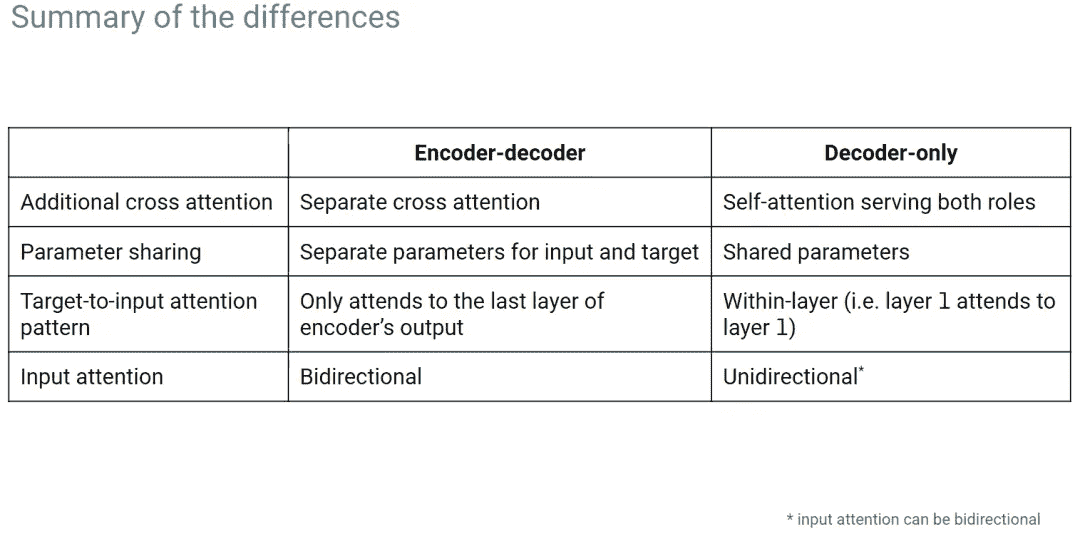 Summary of the differences
Encoder-decoder Decoder-only
Additional cross attention Separate cross attention Self-attention serving both roles
Parameter sharing Separate parameters for input and target Shared parameters
Target-to-input attention pattern Only attends to the last layer of encoder’s output Within-layer (i.e. layer l attends to layer l)
Input attention Bidirectional Unidirectional*
* input attention can be bidirectional